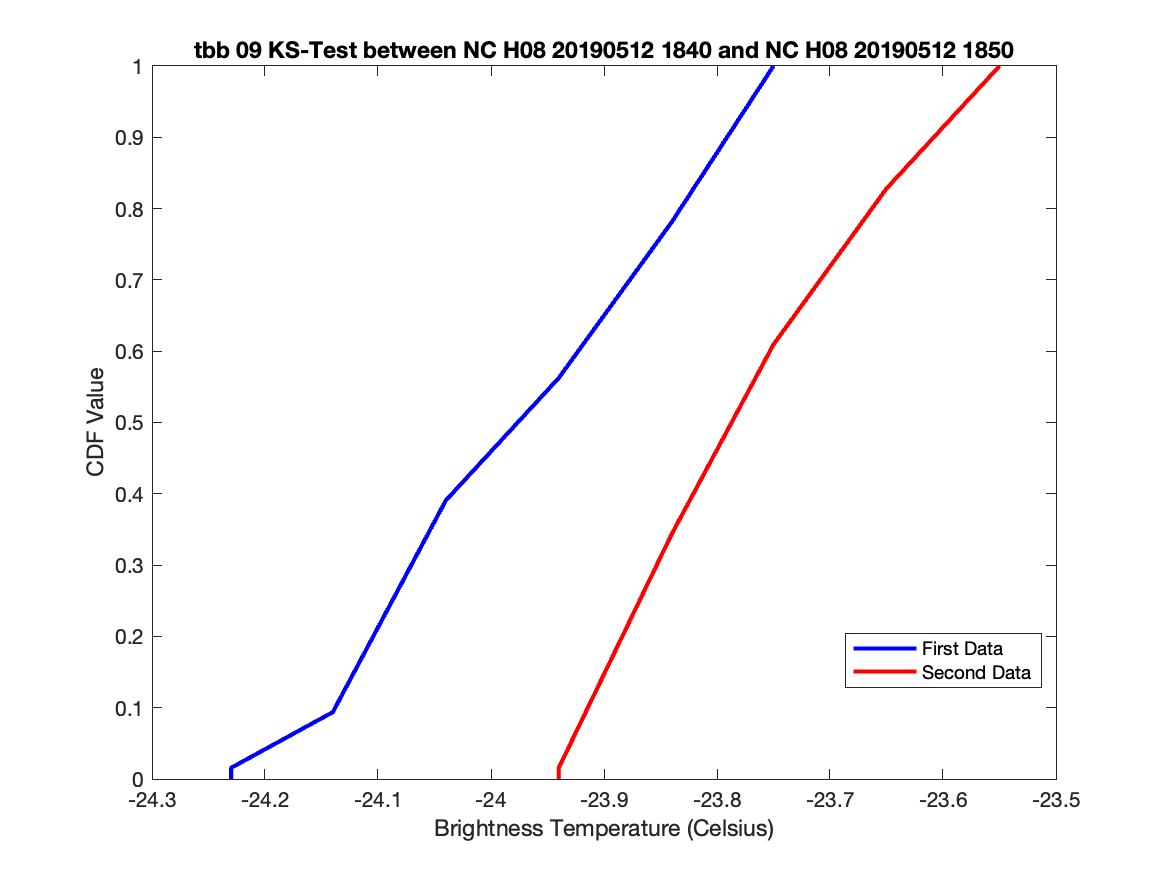 tbb 09 KS-Test between NC H08 20190512 1840 and NC H08 20190512 1850
1
0.9
0.8
0.7
0.6
0.5
0.4
0.3
0.2
0.1
0
CDF Value
First Data
Second Data
-24.3 -24.2 -24.1 -24 -23.9 -23.8 -23.7 -23.6 -23.5
Brightness Temperature (Celsius)